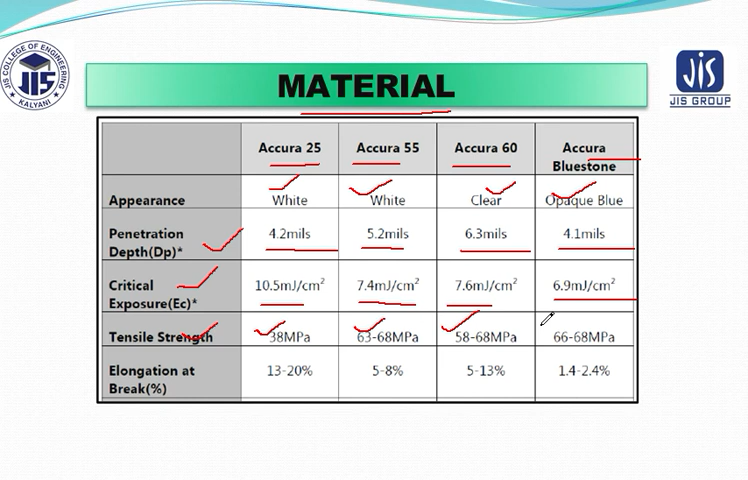 JIS COLLEGE OF ENGINEERING
JIS
KALYANI
MATERIAL
JIS
JIS GROUP
Accura 25 Accura 55 Accura 60 Accura Bluestone
Appearance White White Clear Opaque Blue
Penetration Depth(Dp)* 4.2mils 5.2mils 6.3mils 4.1mils
Critical Exposure(Ec)* 10.5mJ/cm² 7.4mJ/cm² 7.6mJ/cm² 6.9mJ/cm²
Tensile Strength 38MPa 63-68MPa 58-68MPa 66-68MPa
Elongation at Break(%) 13-20% 5-8% 5-13% 1.4-2.4%